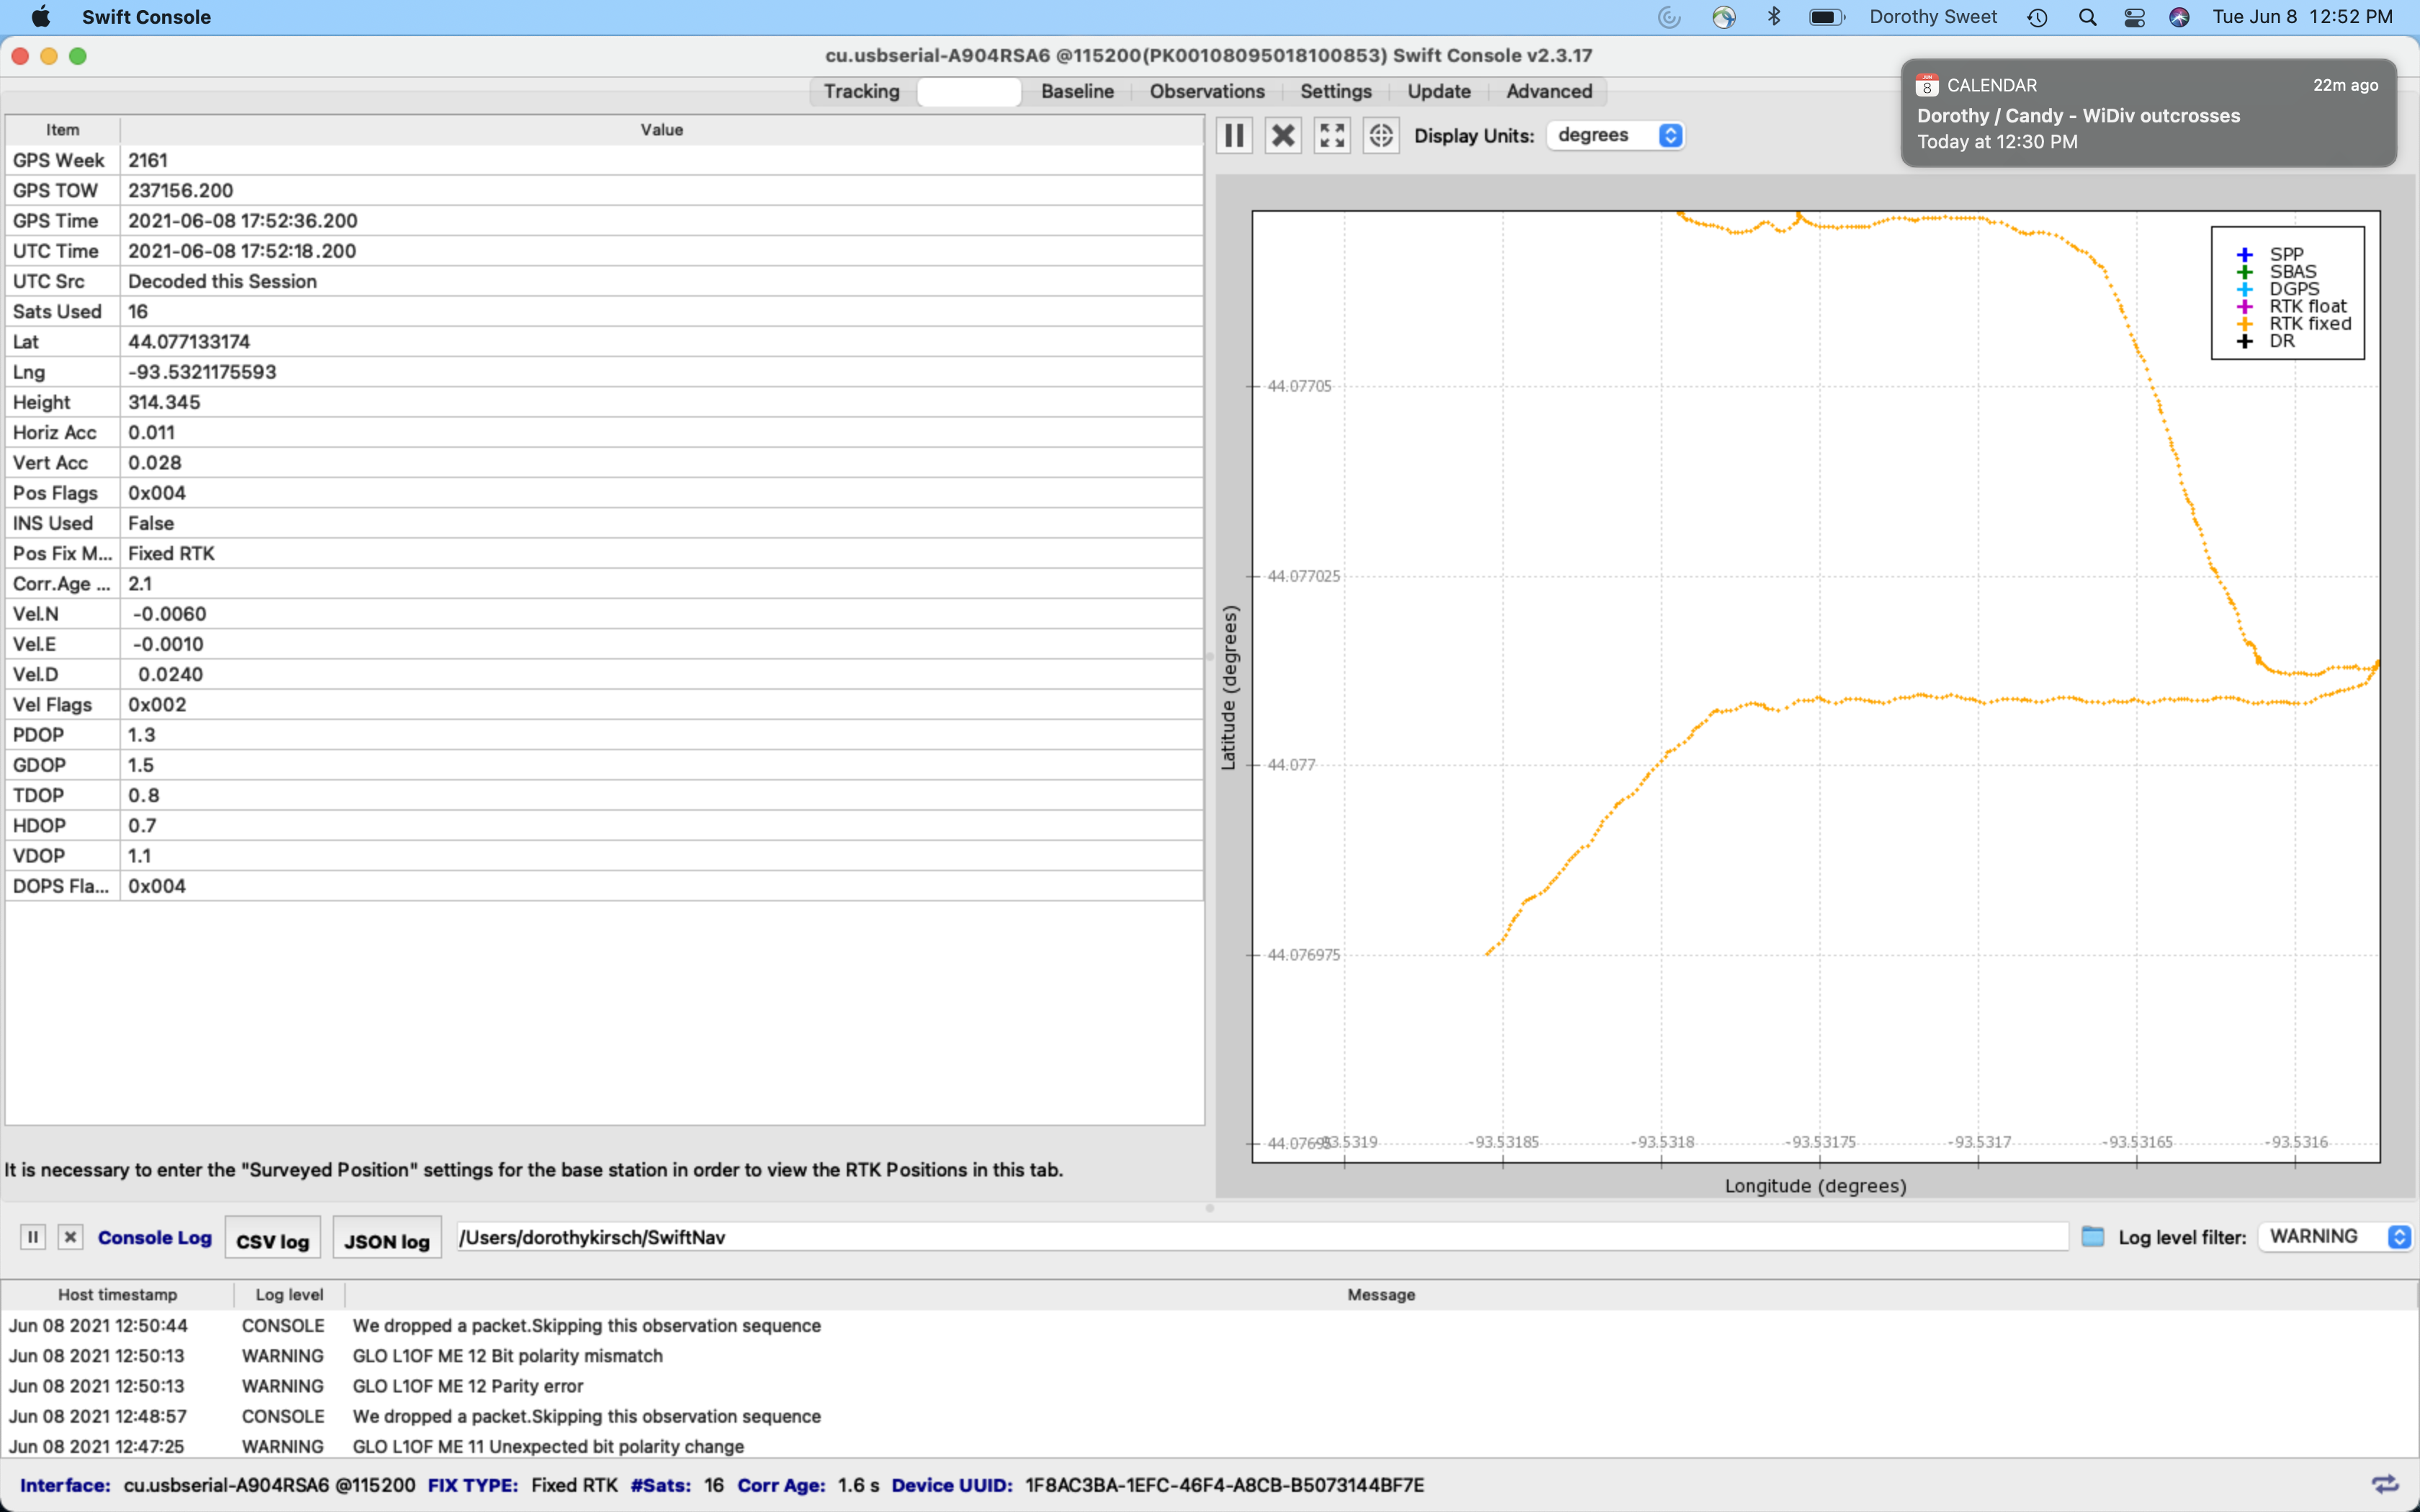 Swift Console Dorothy Sweet Tue Jun 8 12:52 PM
cu.usbserial-A904RSA6 @115200(PK00108095018100853) Swift Console v2.3.17
Tracking Baseline Observations Settings Update Advanced
JUN 8 CALENDAR 22m ago
Dorothy / Candy - WiDiv outcrosses
Today at 12:30 PM
Item Value
GPS Week 2161
GPS TOW 237156.200
GPS Time 2021-06-08 17:52:36.200
UTC Time 2021-06-08 17:52:18.200
UTC Src Decoded this Session
Sats Used 16
Lat 44.077133174
Lng -93.5321175593
Height 314.345
Horiz Acc 0.011
Vert Acc 0.028
Pos Flags 0x004
INS Used False
Pos Fix M... Fixed RTK
Corr.Age ... 2.1
Vel.N -0.0060
Vel.E -0.0010
Vel.D 0.0240
Vel Flags 0x002
PDOP 1.3
GDOP 1.5
TDOP 0.8
HDOP 0.7
VDOP 1.1
DOPS Fla... 0x004
It is necessary to enter the "Surveyed Position" settings for the base station in order to view the RTK Positions in this tab.
Display Units: degrees
SPP
SBAS
DGPS
RTK float
RTK fixed
DR
Latitude (degrees)
44.07705
44.077025
44.077
44.076975
44.07695
-93.5319 -93.53185 -93.5318 -93.53175 -93.5317 -93.53165 -93.5316
Longitude (degrees)
Console Log CSV log JSON log /Users/dorothykirsch/SwiftNav Log level filter: WARNING
Host timestamp Log level Message
Jun 08 2021 12:50:44 CONSOLE We dropped a packet.Skipping this observation sequence
Jun 08 2021 12:50:13 WARNING GLO L1OF ME 12 Bit polarity mismatch
Jun 08 2021 12:50:13 WARNING GLO L1OF ME 12 Parity error
Jun 08 2021 12:48:57 CONSOLE We dropped a packet.Skipping this observation sequence
Jun 08 2021 12:47:25 WARNING GLO L1OF ME 11 Unexpected bit polarity change
Interface: cu.usbserial-A904RSA6 @115200 FIX TYPE: Fixed RTK #Sats: 16 Corr Age: 1.6 s Device UUID: 1F8AC3BA-1EFC-46F4-A8CB-B5073144BF7E